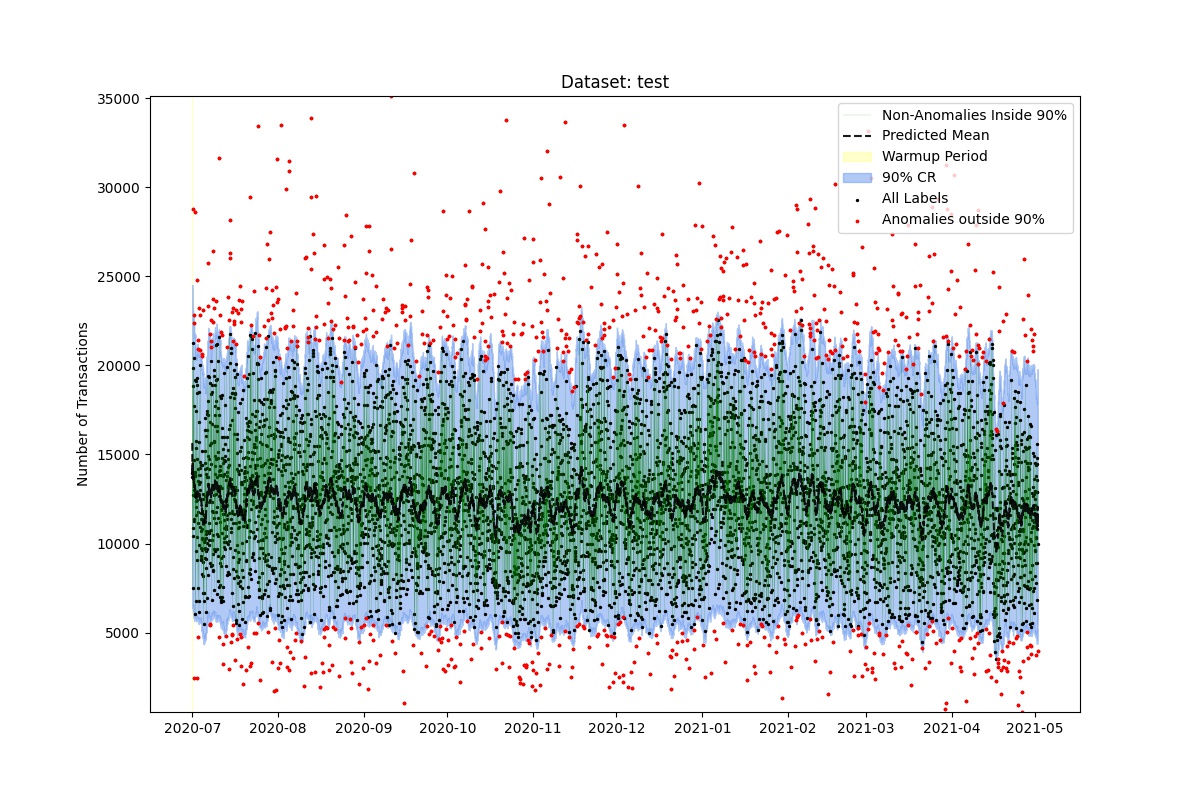 Dataset: test
35000
30000
25000
20000
15000
10000
5000
Number of Transactions
Non-Anomalies Inside 90%
Predicted Mean
Warmup Period
90% CR
All Labels
Anomalies outside 90%
2020-07
2020-08
2020-09
2020-10
2020-11
2020-12
2021-01
2021-02
2021-03
2021-04
2021-05